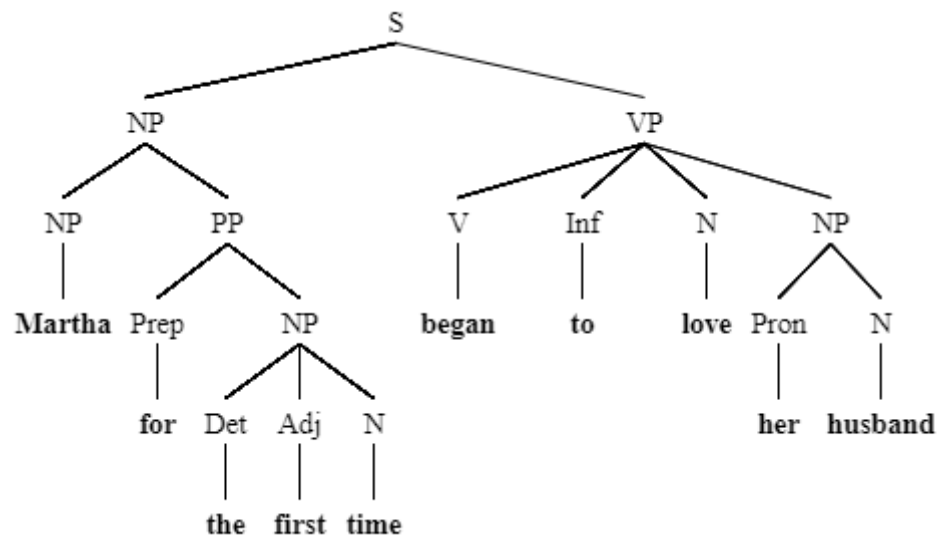 S
NP VP
NP PP V Inf N NP
Martha Prep NP began to love Pron N
for Det Adj N her husband
the first time